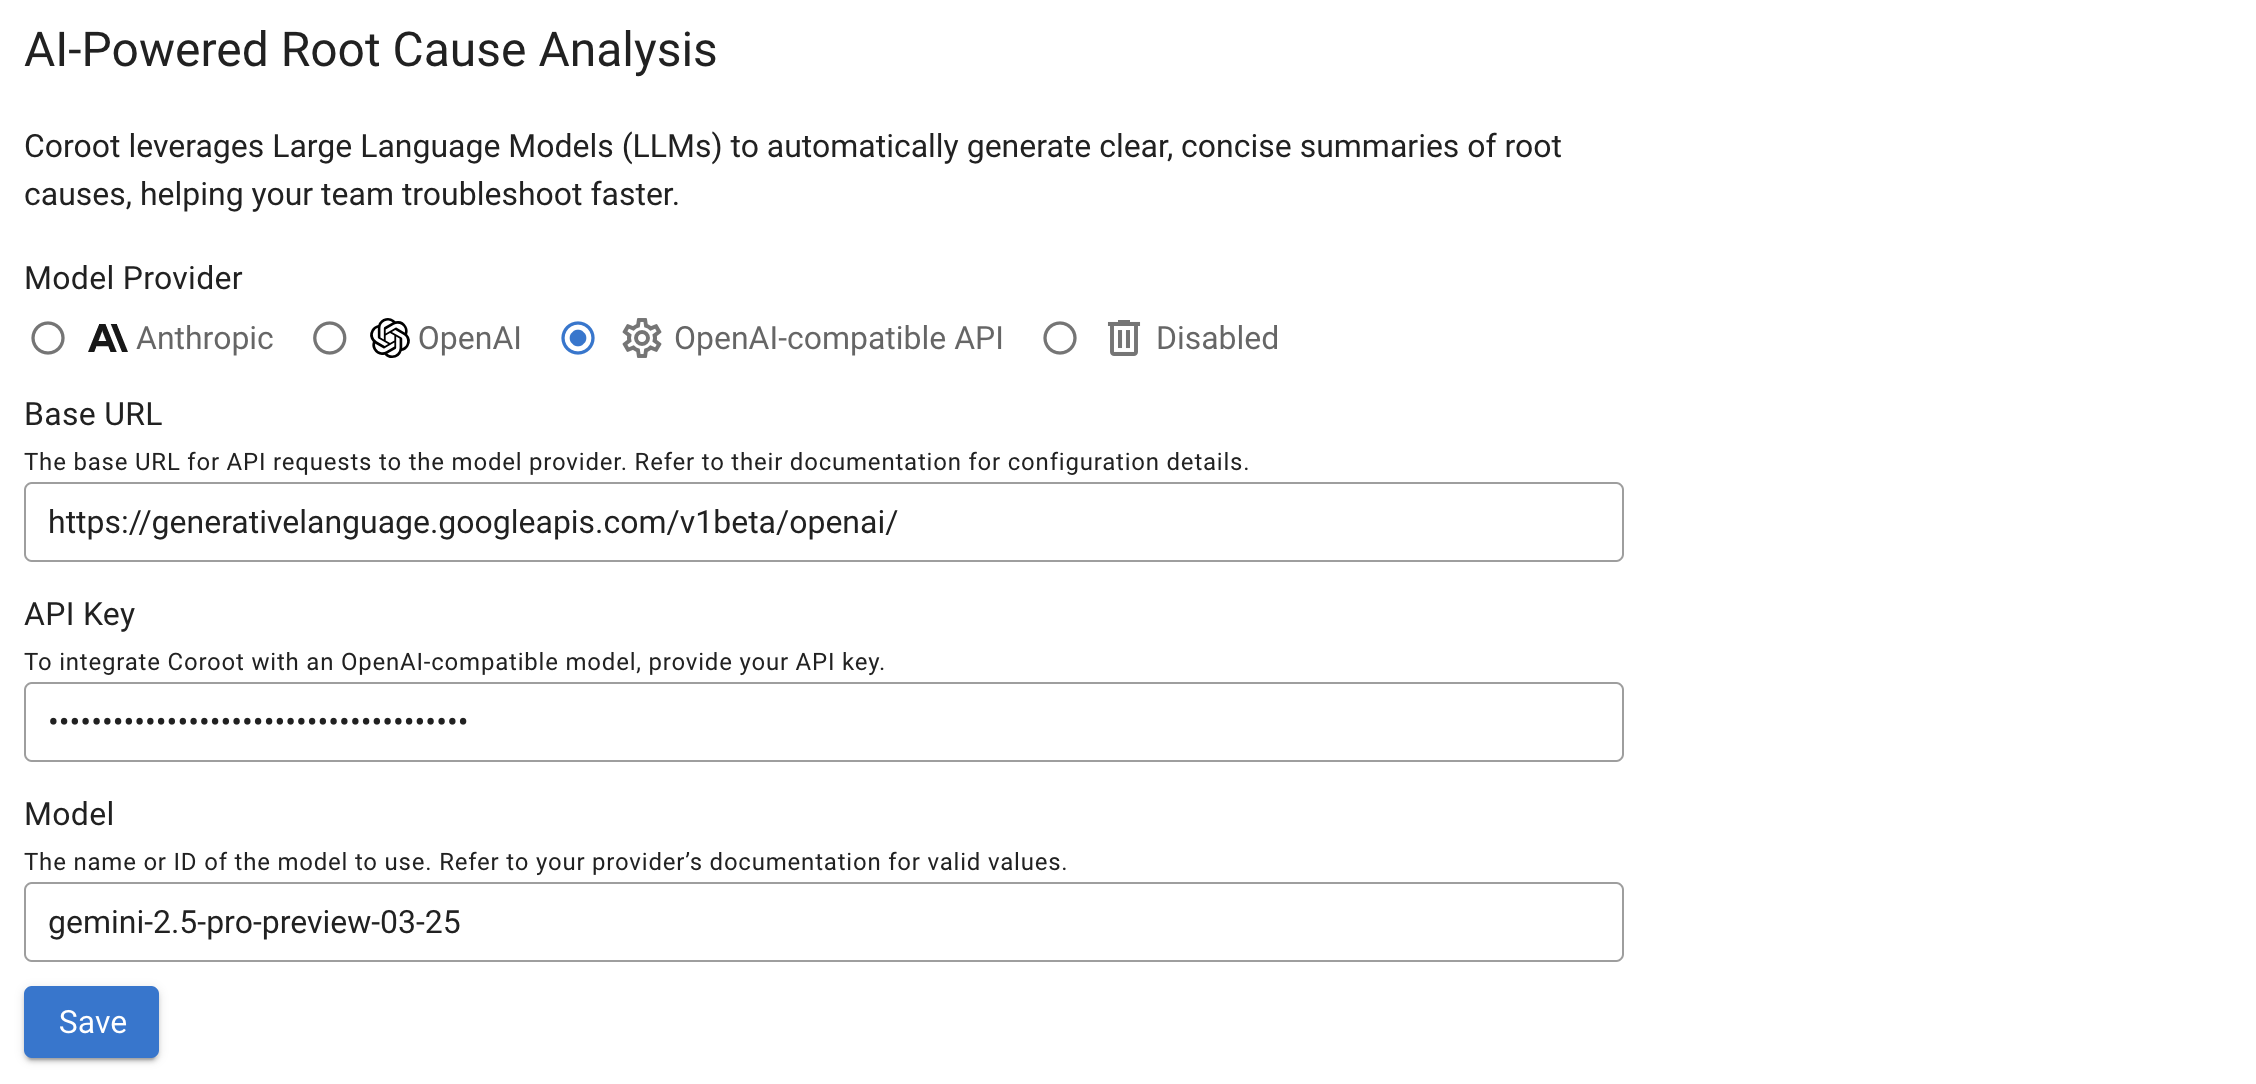 AI-Powered Root Cause Analysis
Coroot leverages Large Language Models (LLMs) to automatically generate clear, concise summaries of root
causes, helping your team troubleshoot faster.
Model Provider
Anthropic OpenAI OpenAI-compatible API Disabled
Base URL
The base URL for API requests to the model provider. Refer to their documentation for configuration details.
https://generativelanguage.googleapis.com/v1beta/openai/
API Key
To integrate Coroot with an OpenAI-compatible model, provide your API key.
•••••••••••••••••••••••••••••••••••••••
Model
The name or ID of the model to use. Refer to your provider’s documentation for valid values.
gemini-2.5-pro-preview-03-25
Save